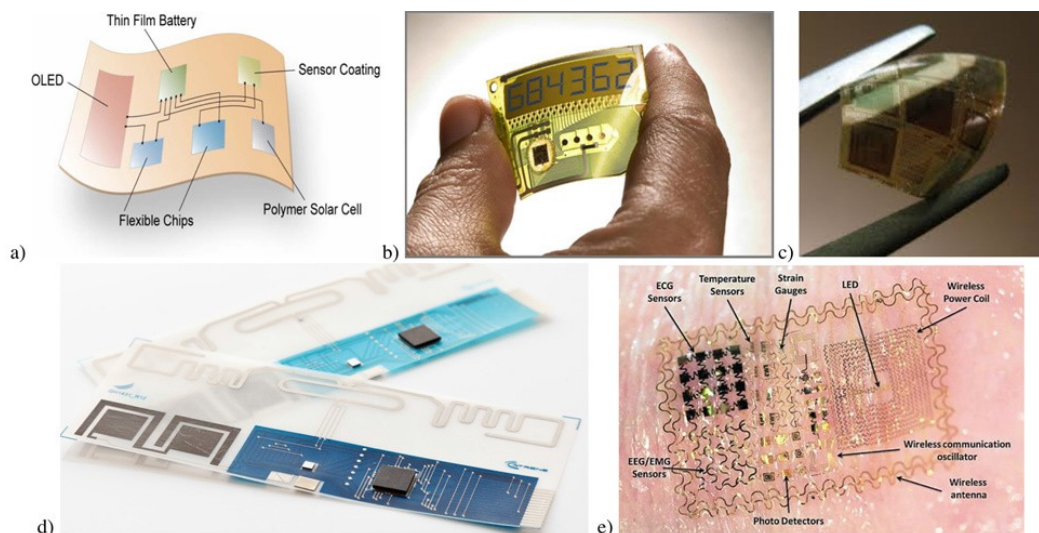 Thin Film Battery
Sensor Coating
OLED
Flexible Chips
Polymer Solar Cell
a)
684362
b)
c)
d)
ECG
Sensors
Temperature
Sensors
Strain
Gauges
LED
Wireless
Power Coil
EEG/EMG
Sensors
Photo Detectors
Wireless communication
oscillator
Wireless
antenna
e)